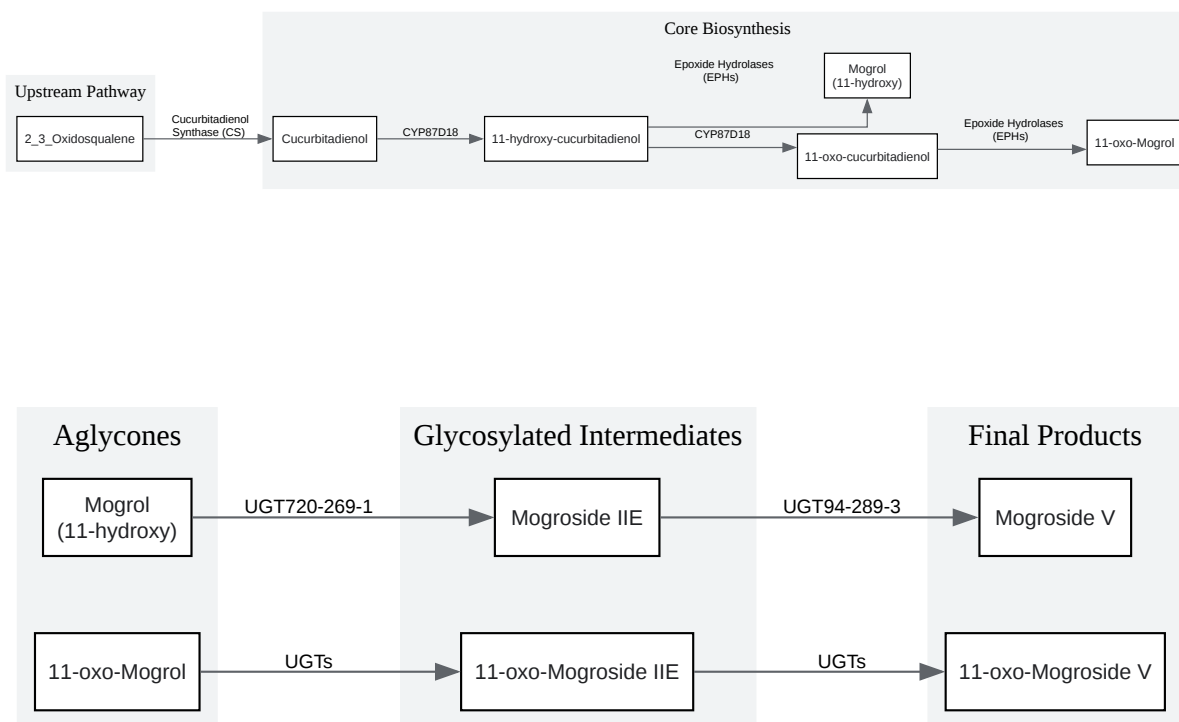 Core Biosynthesis
Upstream Pathway
2_3_Oxidosqualene
Cucurbitadienol
Synthase (CS)
Cucurbitadienol
CYP87D18
11-hydroxy-cucurbitadienol
Epoxide Hydrolases
(EPHs)
Mogrol
(11-hydroxy)
CYP87D18
11-oxo-cucurbitadienol
Epoxide Hydrolases
(EPHs)
11-oxo-Mogrol
Aglycones
Glycosylated Intermediates
Final Products
Mogrol
(11-hydroxy)
UGT720-269-1
Mogroside IIE
UGT94-289-3
Mogroside V
11-oxo-Mogrol
UGTs
11-oxo-Mogroside IIE
UGTs
11-oxo-Mogroside V